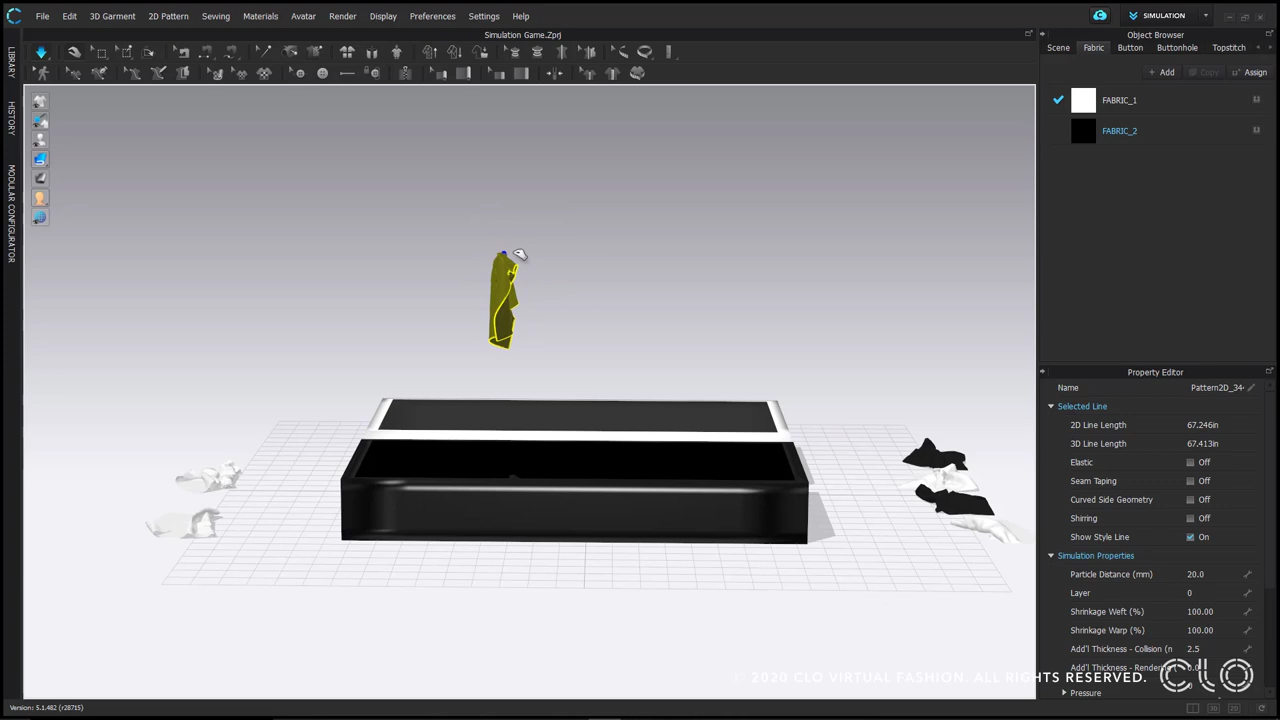 File Edit 3D Garment 2D Pattern Sewing Materials Avatar Render Display Preferences Settings Help
SIMULATION
Simulation Game.Zprj
Object Browser
LIBRARY
HISTORY
MODULAR CONFIGURATOR
Scene Fabric Button Buttonhole Topstitch
+ Add Copy Assign
FABRIC_1
FABRIC_2
Property Editor
Name Pattern2D_344
Selected Line
2D Line Length 67.246in
3D Line Length 67.413in
Elastic Off
Seam Taping Off
Curved Side Geometry Off
Shirring Off
Show Style Line On
Simulation Properties
Particle Distance (mm) 20.0
Layer 0
Shrinkage Weft (%) 100.00
Shrinkage Warp (%) 100.00
Add'l Thickness - Collision (n 2.5
Add'l Thickness - Rendering 0.0
Pressure
© 2020 CLO VIRTUAL FASHION. ALL RIGHTS RESERVED. CLO
Version: 5.1.482 (r28715)
3D 2D